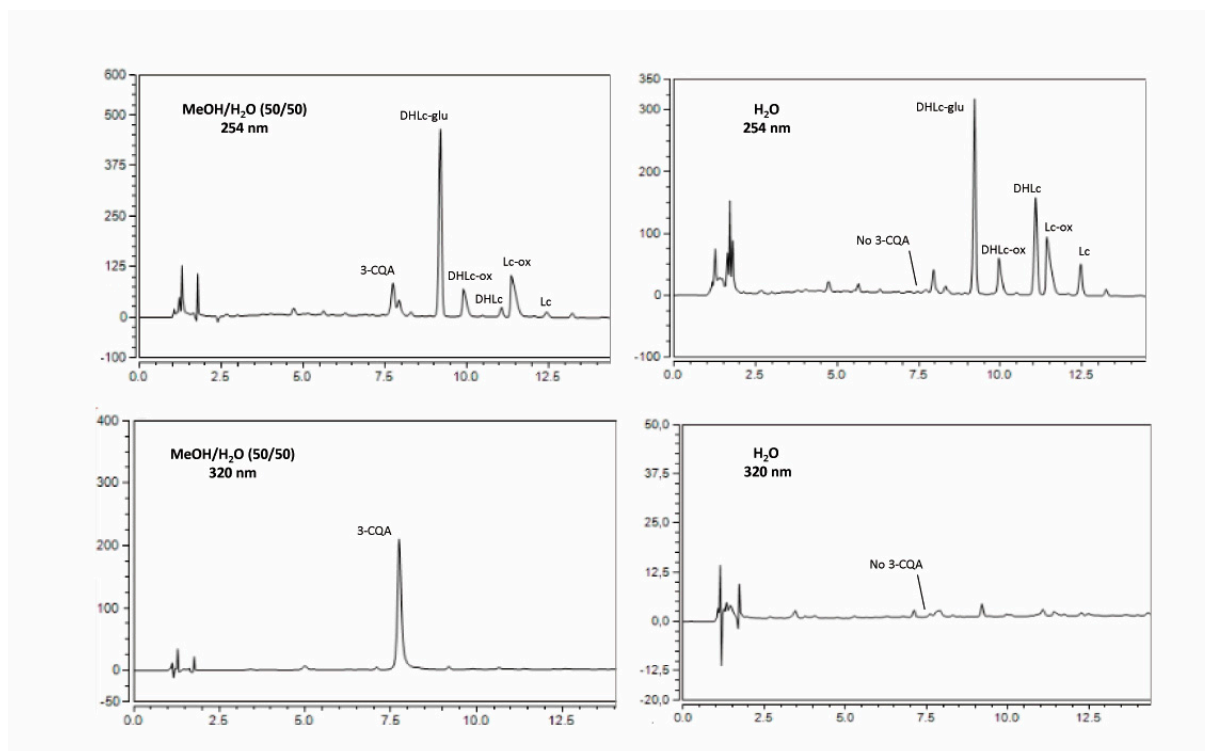 600
500
375
250
125
0
-100
0.0
2.5
5.0
7.5
10.0
12.5
MeOH/H₂O (50/50)
254 nm
3-CQA
DHLc-glu
DHLc-ox
DHLc
Lc-ox
Lc
350
300
200
100
0
-100
0.0
2.5
5.0
7.5
10.0
12.5
H₂O
254 nm
No 3-CQA
DHLc-glu
DHLc-ox
DHLc
Lc-ox
Lc
400
300
200
100
0
-50
0.0
2.5
5.0
7.5
10.0
12.5
MeOH/H₂O (50/50)
320 nm
3-CQA
50,0
37,5
25,0
12,5
0,0
-12,5
-20,0
0.0
2.5
5.0
7.5
10.0
12.5
H₂O
320 nm
No 3-CQA